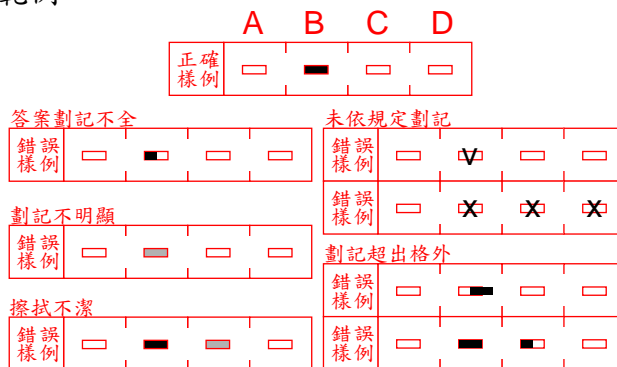 範例
A B C D
正確
樣例
答案劃記不全
錯誤
樣例
劃記不明顯
錯誤
樣例
擦拭不潔
錯誤
樣例
未依規定劃記
錯誤
樣例
V
錯誤
樣例
X X X
劃記超出格外
錯誤
樣例
錯誤
樣例